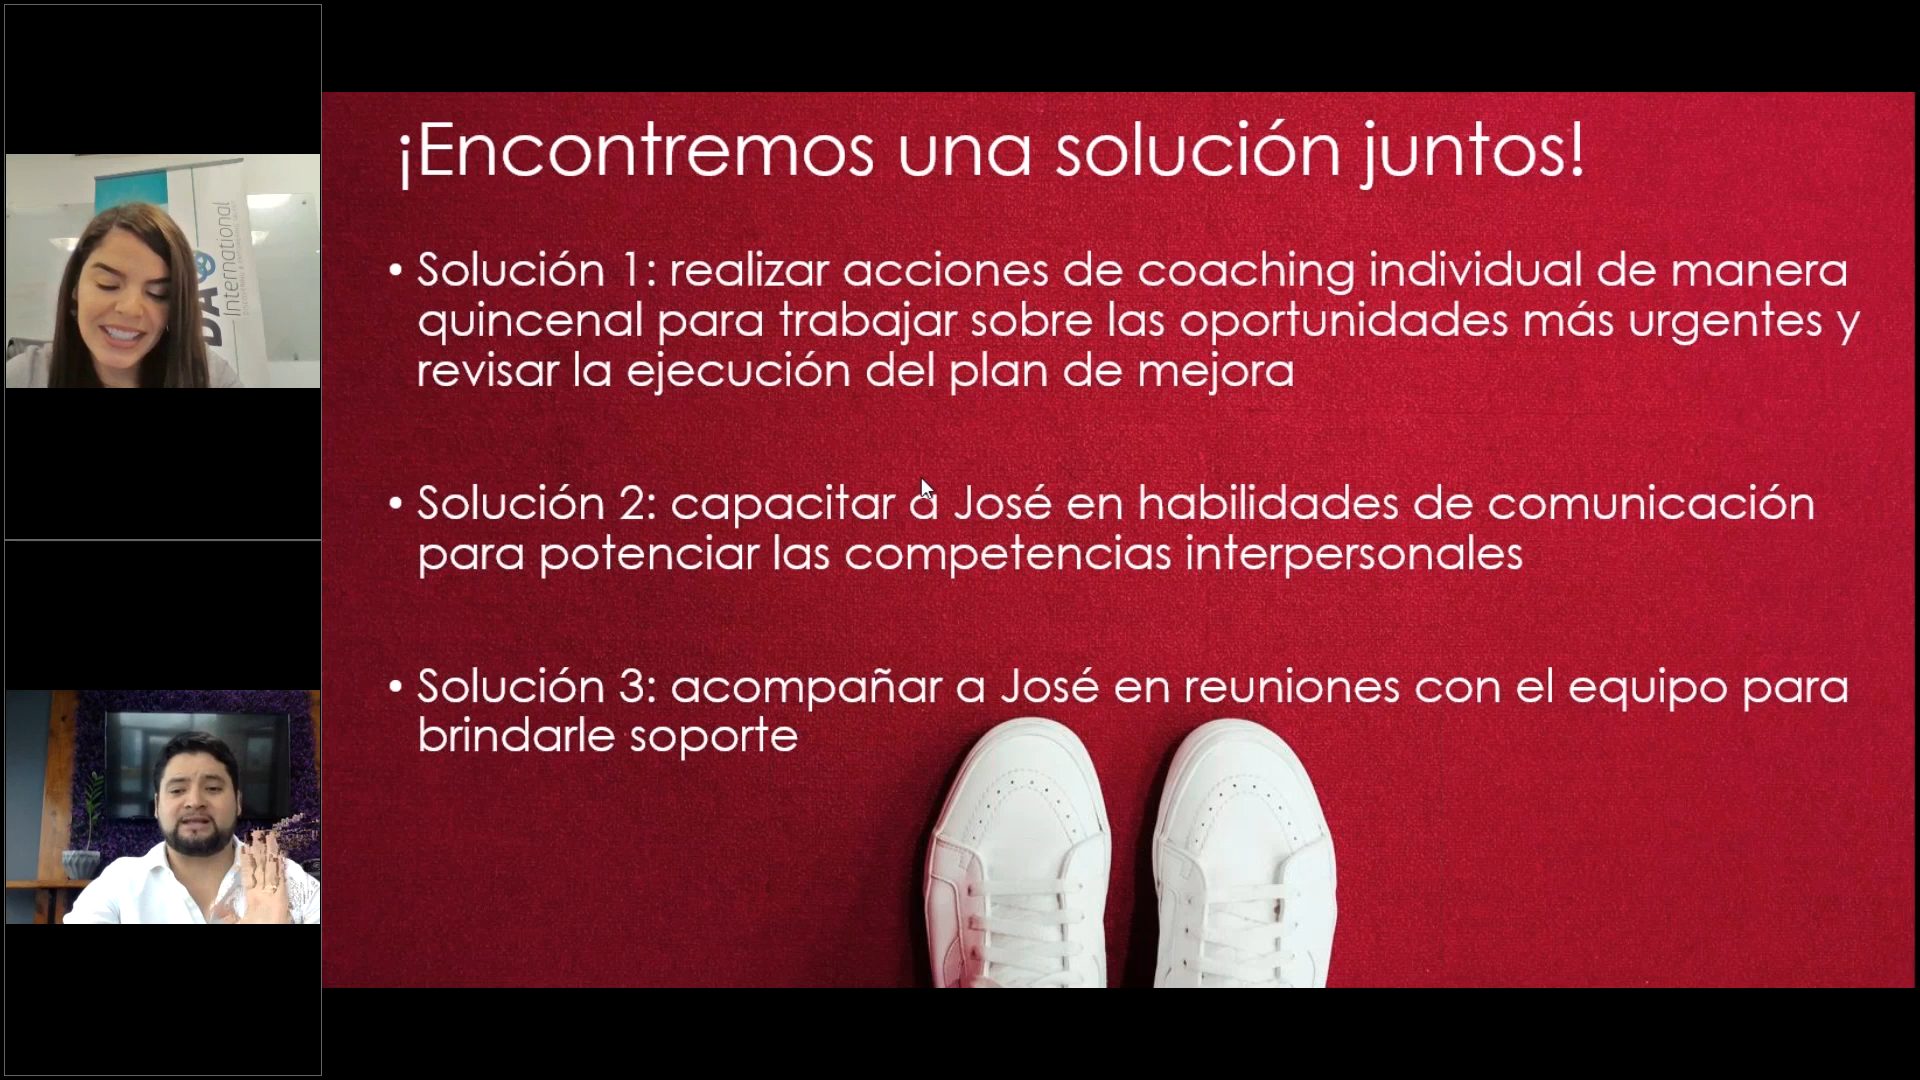 ¡Encontremos una solución juntos!
• Solución 1: realizar acciones de coaching individual de manera
quincenal para trabajar sobre las oportunidades más urgentes y
revisar la ejecución del plan de mejora
• Solución 2: capacitar a José en habilidades de comunicación
para potenciar las competencias interpersonales
• Solución 3: acompañar a José en reuniones con el equipo para
brindarle soporte
International